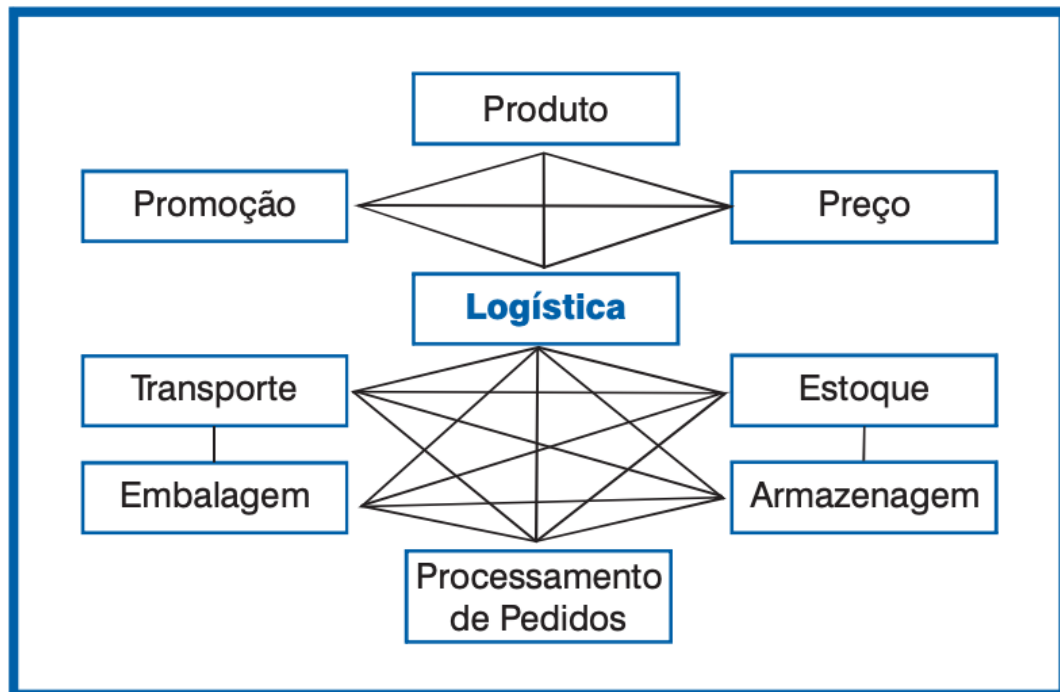 Produto
Promoção
Preço
Logística
Transporte
Estoque
Embalagem
Armazenagem
Processamento
de Pedidos